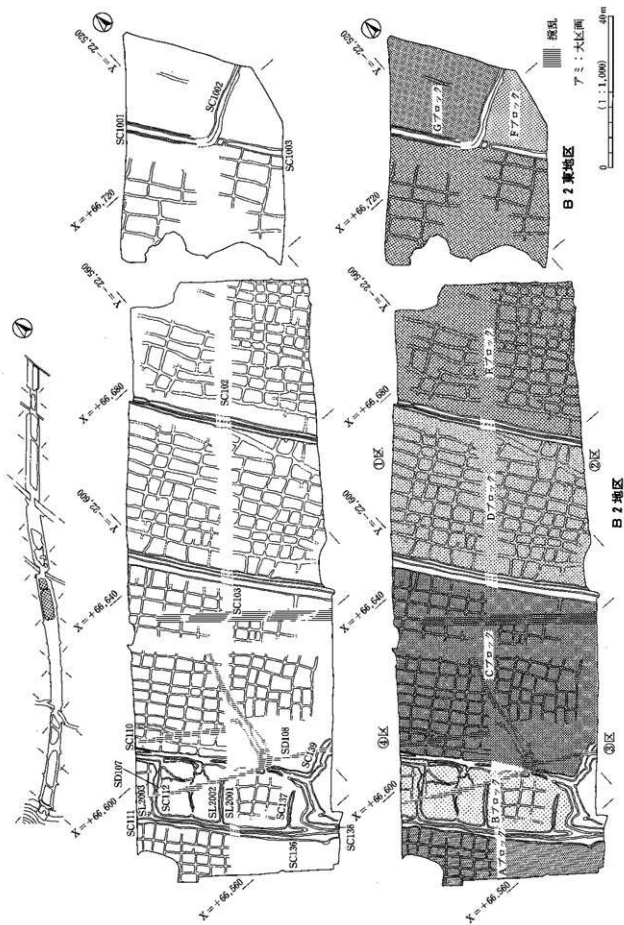 Y=-22,520
SC1001
SC1002
SC1003
X=+66,720
Y=-22,560
X=+66,680
SC102
Y=-22,600
X=+66,640
SC103
SC110
SD107
SC111
SL2003
SC112
SL2002
SL2001
SD108
SC139
SC137
SC136
SC138
X=+66,600
X=+66,560
Y=-22,520
Gブロック
Fブロック
X=+66,720
B2東地区
撹乱
アミ:大区画
(1:1,000)
0
40m
Y=-22,560
X=+66,680
Eブロック
①区
②区
Y=-22,600
Dブロック
X=+66,640
B2地区
Cブロック
④区
③区
X=+66,600
Bブロック
Aブロック
X=+66,560